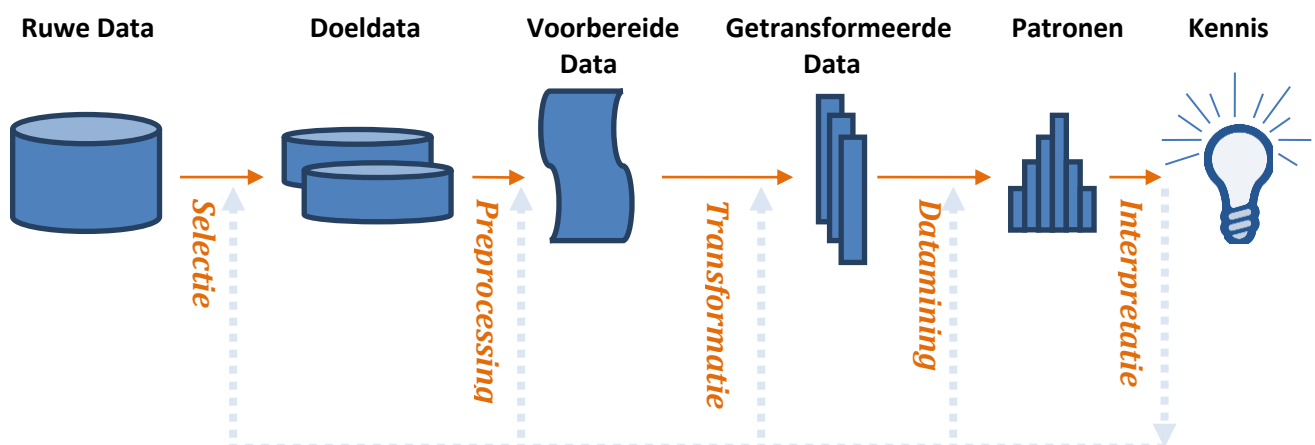 Ruwe Data
Doeldata
Voorbereide
Data
Getransformeerde
Data
Patronen
Kennis
Selectie
Preprocessing
Transformatie
Datamining
Interpretatie